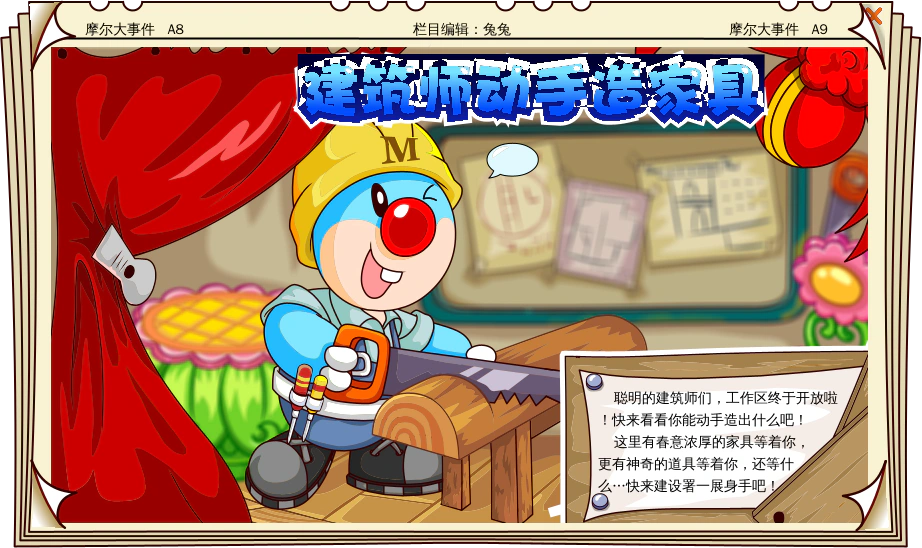 摩尔大事件 A8
栏目编辑：兔兔
摩尔大事件 A9
建筑师动手造家具
M
聪明的建筑师们，工作区终于开放啦
！快来看看你能动手造出什么吧！
这里有春意浓厚的家具等着你，
更有神奇的道具等着你，还等什
么…快来建设署一展身手吧！